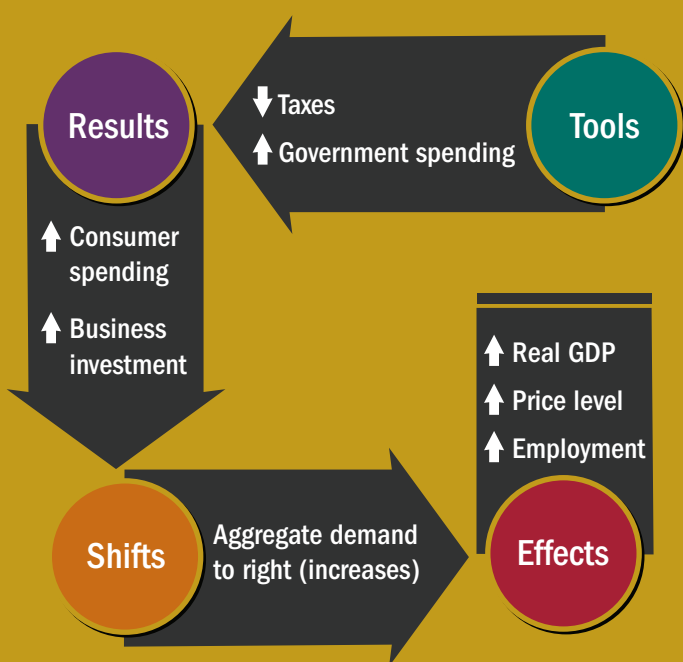 Tools
Taxes
Government spending
Results
Consumer
spending
Business
investment
Shifts
Aggregate demand
to right (increases)
Effects
Real GDP
Price level
Employment